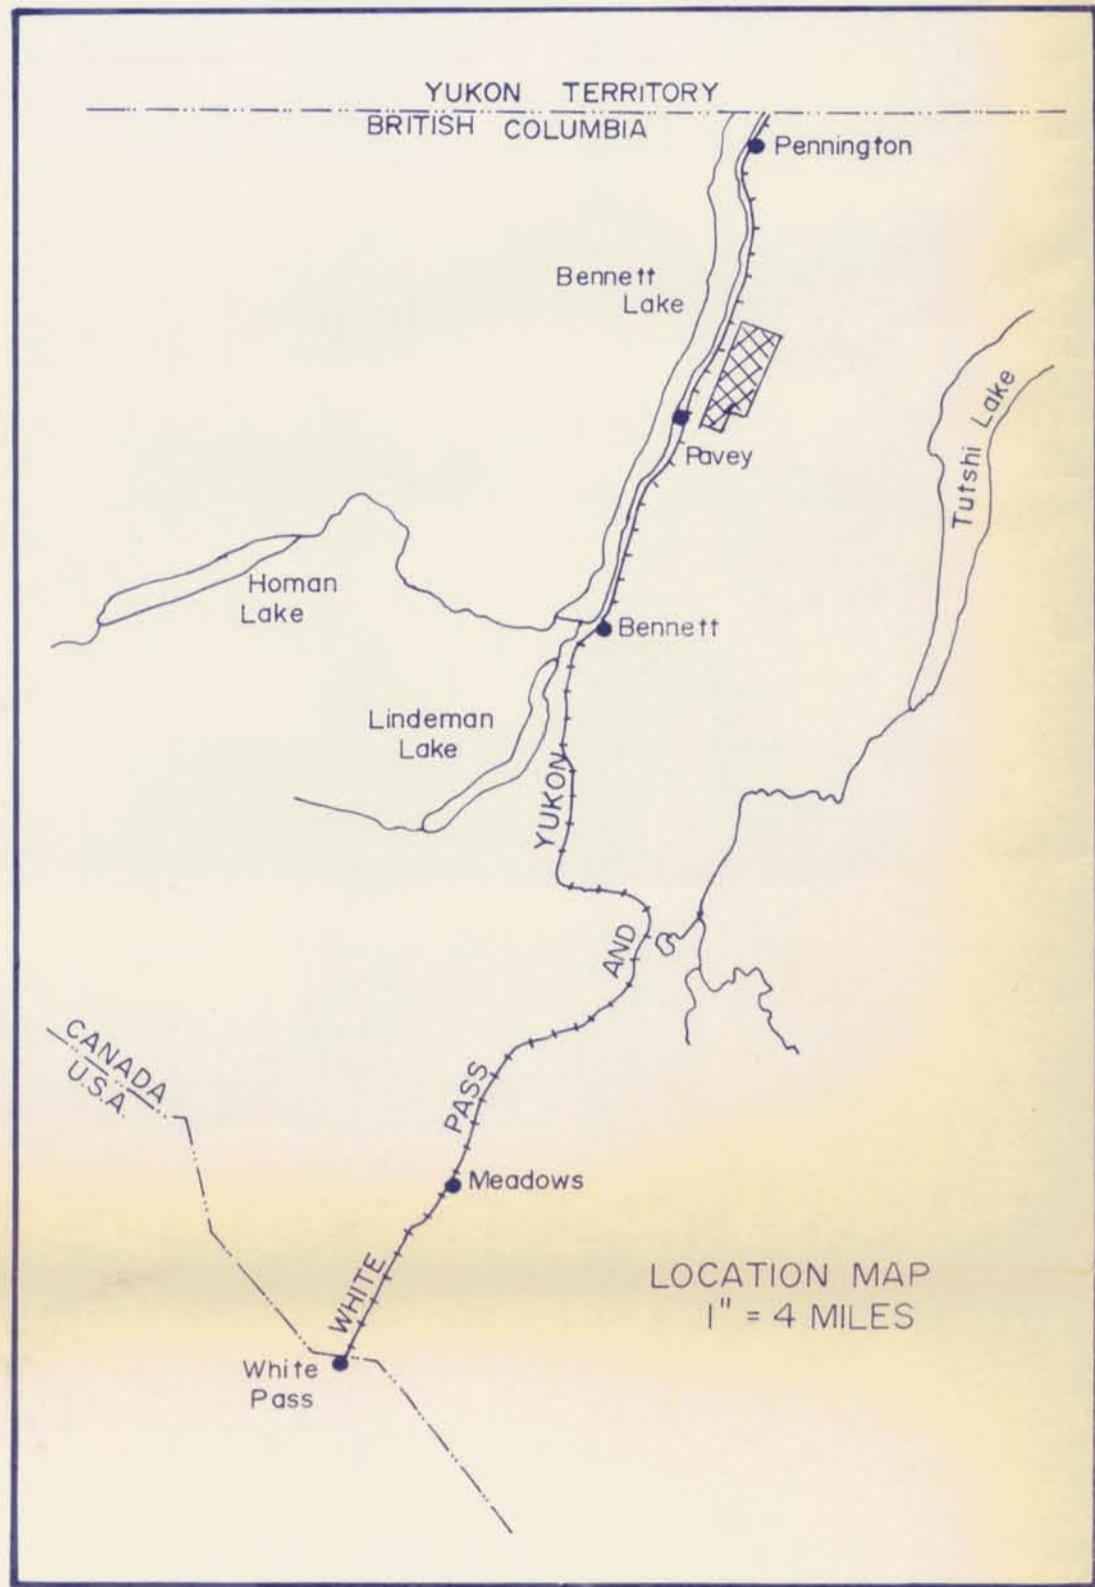 YUKON TERRITORY
BRITISH COLUMBIA
Pennington
Bennett
Lake
Tutshi Lake
Pavey
Homan
Lake
Bennett
Lindeman
Lake
WHITE PASS AND YUKON
CANADA
U.S.A.
Meadows
LOCATION MAP
1" = 4 MILES
White
Pass